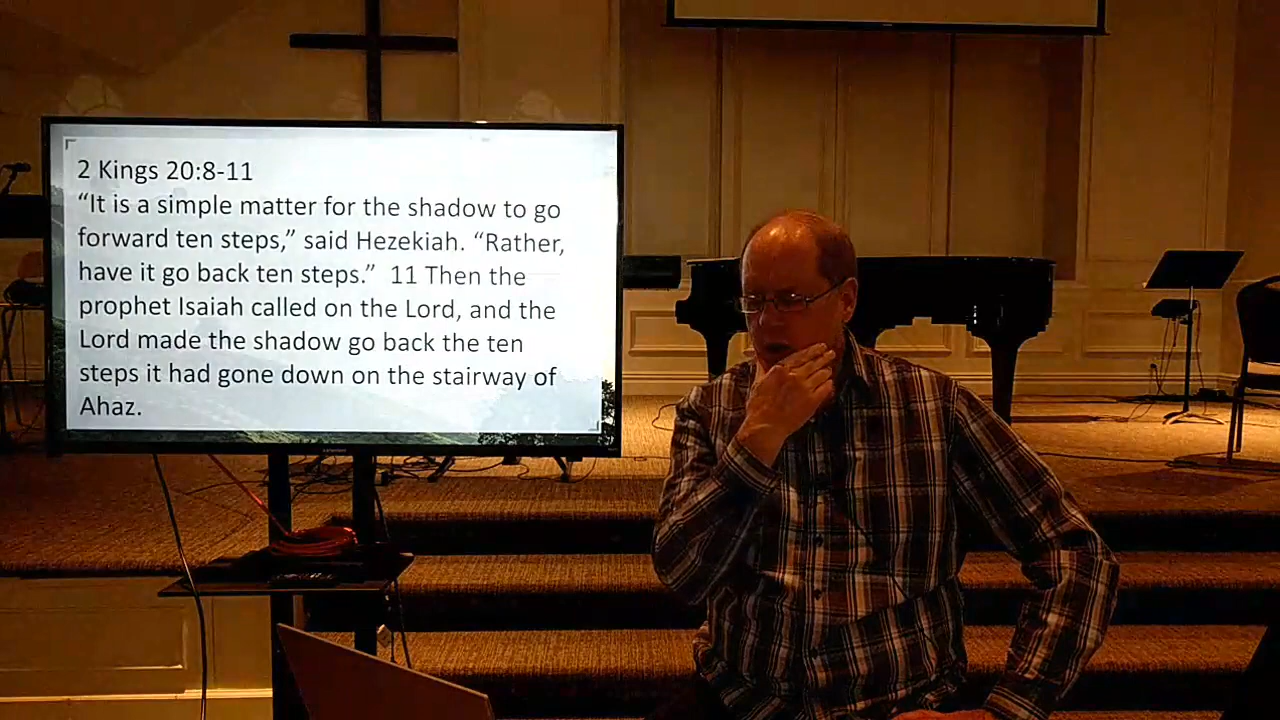 2 Kings 20:8-11
“It is a simple matter for the shadow to go
forward ten steps,” said Hezekiah. “Rather,
have it go back ten steps.”  11 Then the
prophet Isaiah called on the Lord, and the
Lord made the shadow go back the ten
steps it had gone down on the stairway of
Ahaz.